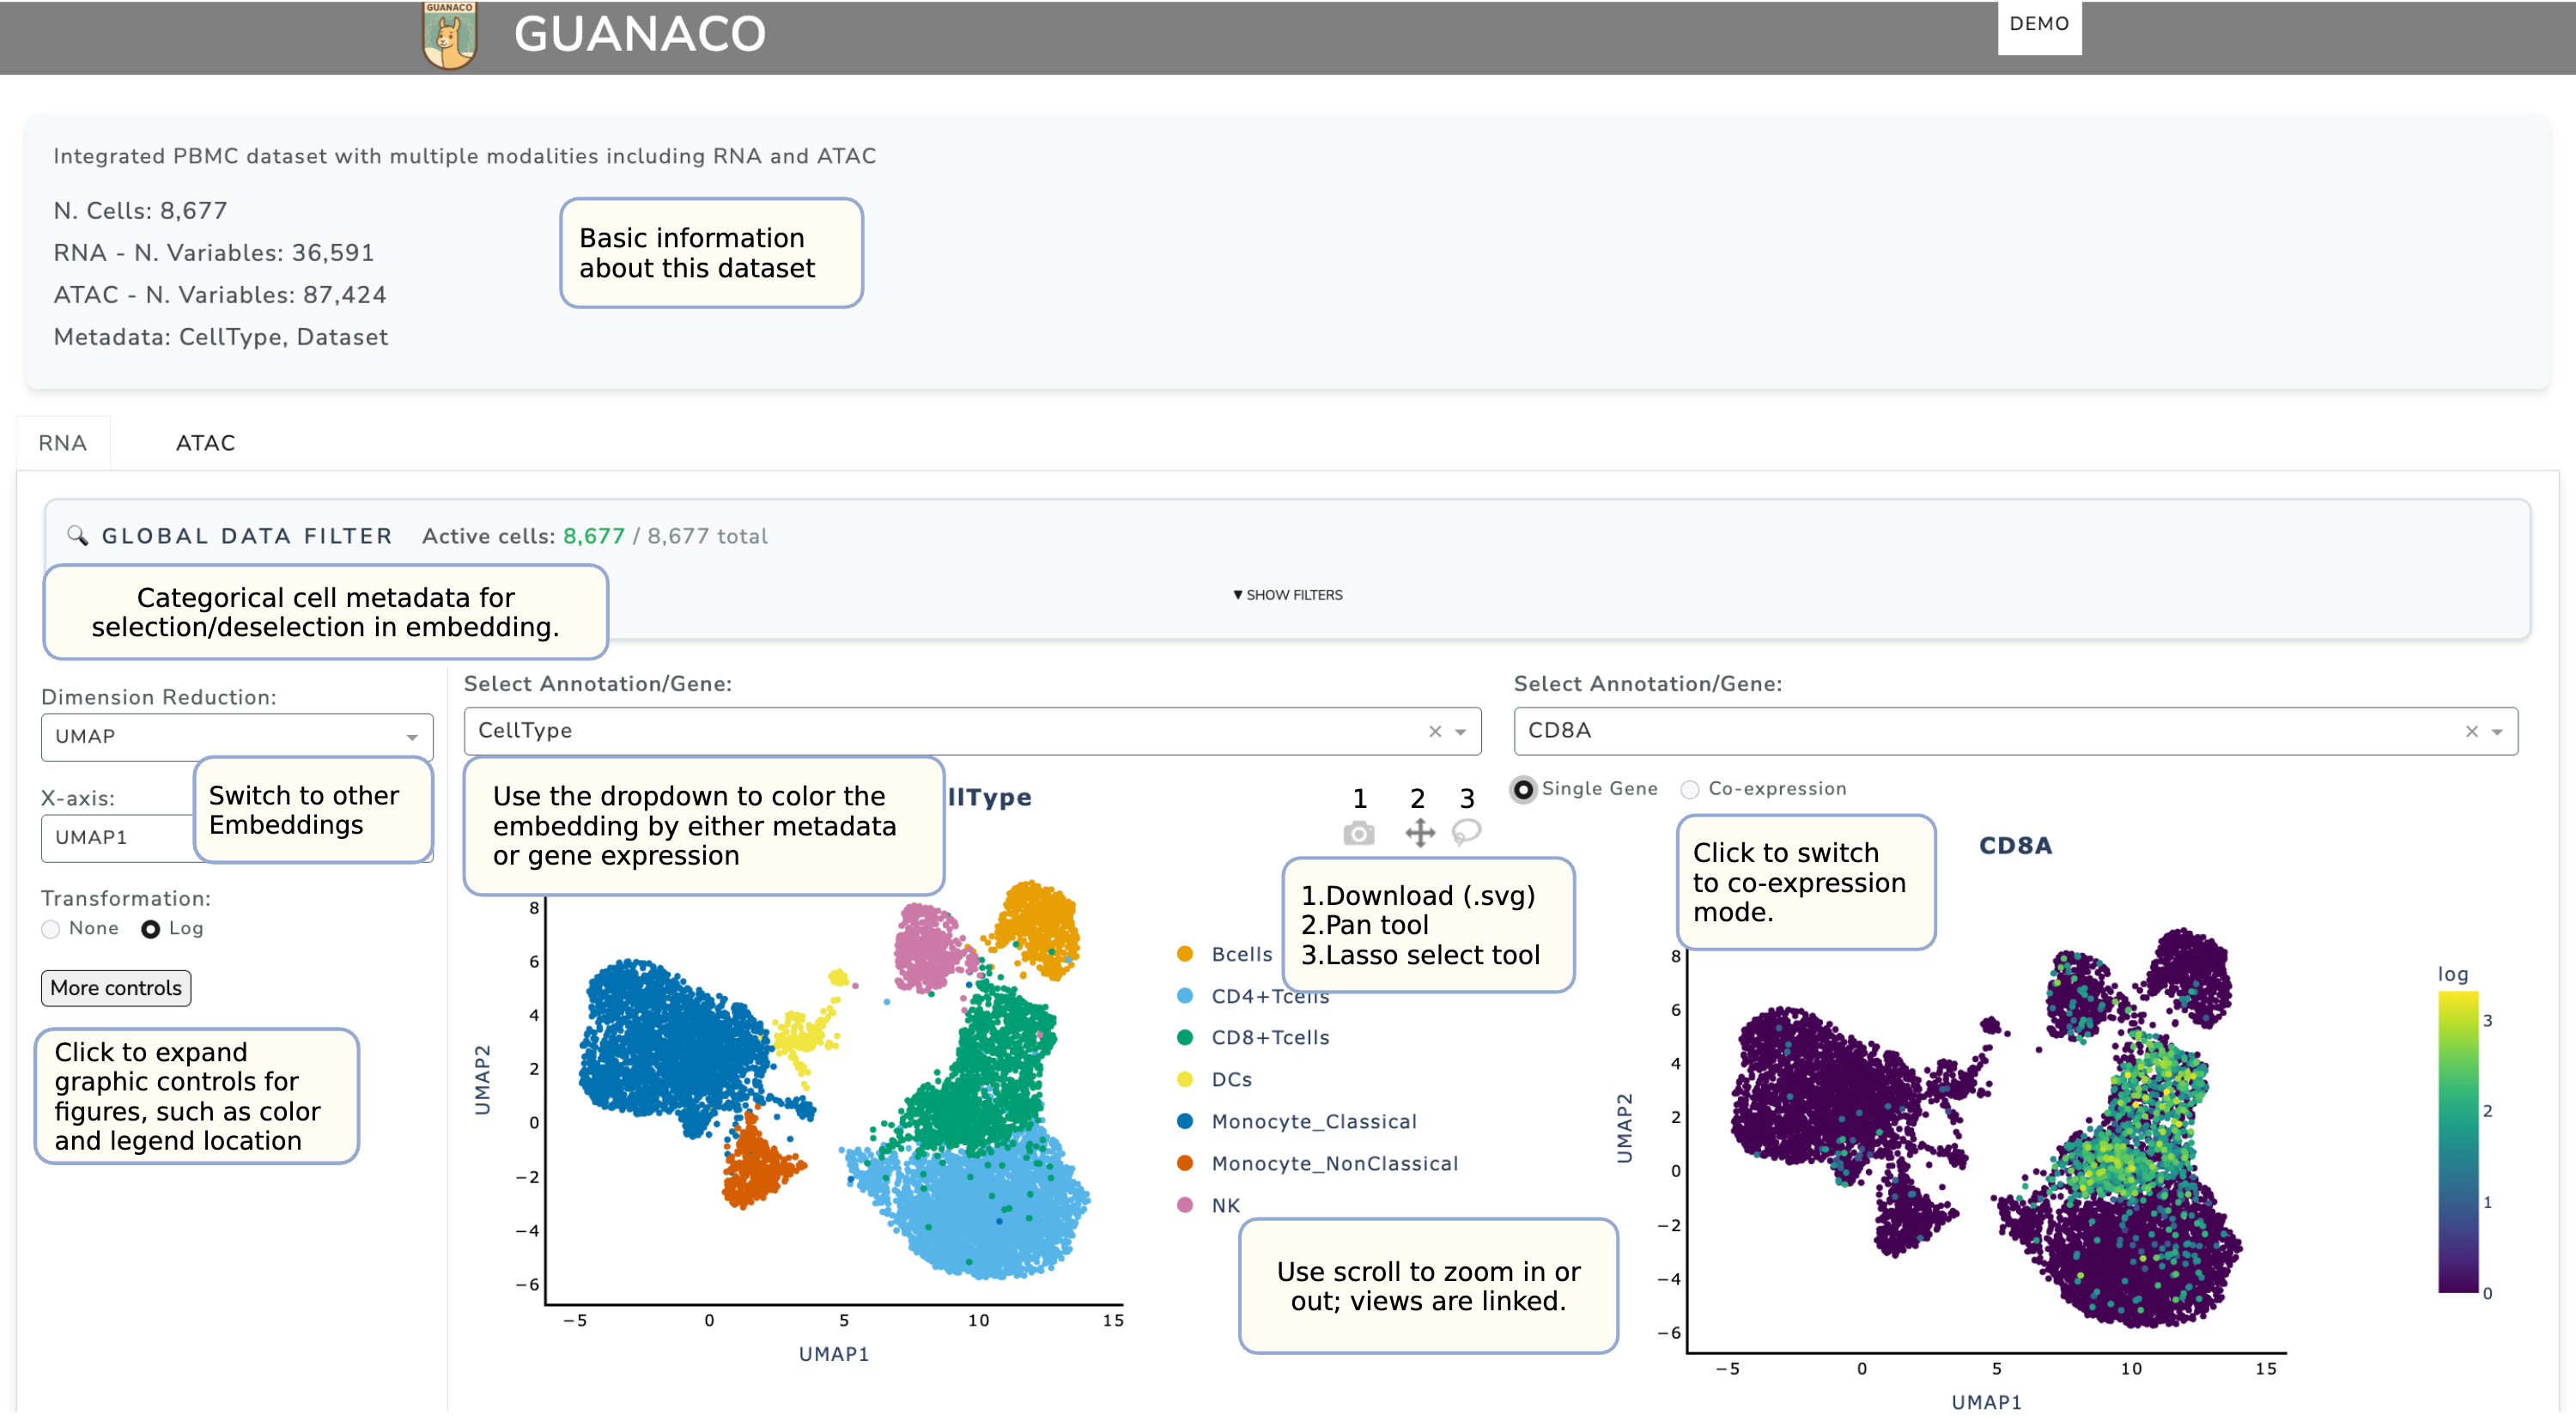 GUANACO
GUANACO
DEMO
Integrated PBMC dataset with multiple modalities including RNA and ATAC
N. Cells: 8,677
RNA - N. Variables: 36,591
ATAC - N. Variables: 87,424
Metadata: CellType, Dataset
Basic information
about this dataset
RNA
ATAC
GLOBAL DATA FILTER
Active cells: 8,677 / 8,677 total
▼ SHOW FILTERS
Categorical cell metadata for
selection/deselection in embedding.
Dimension Reduction:
UMAP
X-axis:
UMAP1
Switch to other
Embeddings
Transformation:
None
Log
More controls
Click to expand
graphic controls for
figures, such as color
and legend location
Select Annotation/Gene:
CellType
× 
Use the dropdown to color the
embedding by either metadata
or gene expression
llType
1 2 3
1.Download (.svg)
2.Pan tool
3.Lasso select tool
8
6
4
2
0
−2
−4
−6
UMAP2
−5 0 5 10 15
UMAP1
Bcells
CD4+Tcells
CD8+Tcells
DCs
Monocyte_Classical
Monocyte_NonClassical
NK
Use scroll to zoom in or
out; views are linked.
Select Annotation/Gene:
CD8A
×
Single Gene
Co-expression
Click to switch
to co-expression
mode.
CD8A
8
6
4
2
0
−2
−4
−6
UMAP2
−5 0 5 10 15
UMAP1
log
3
2
1
0